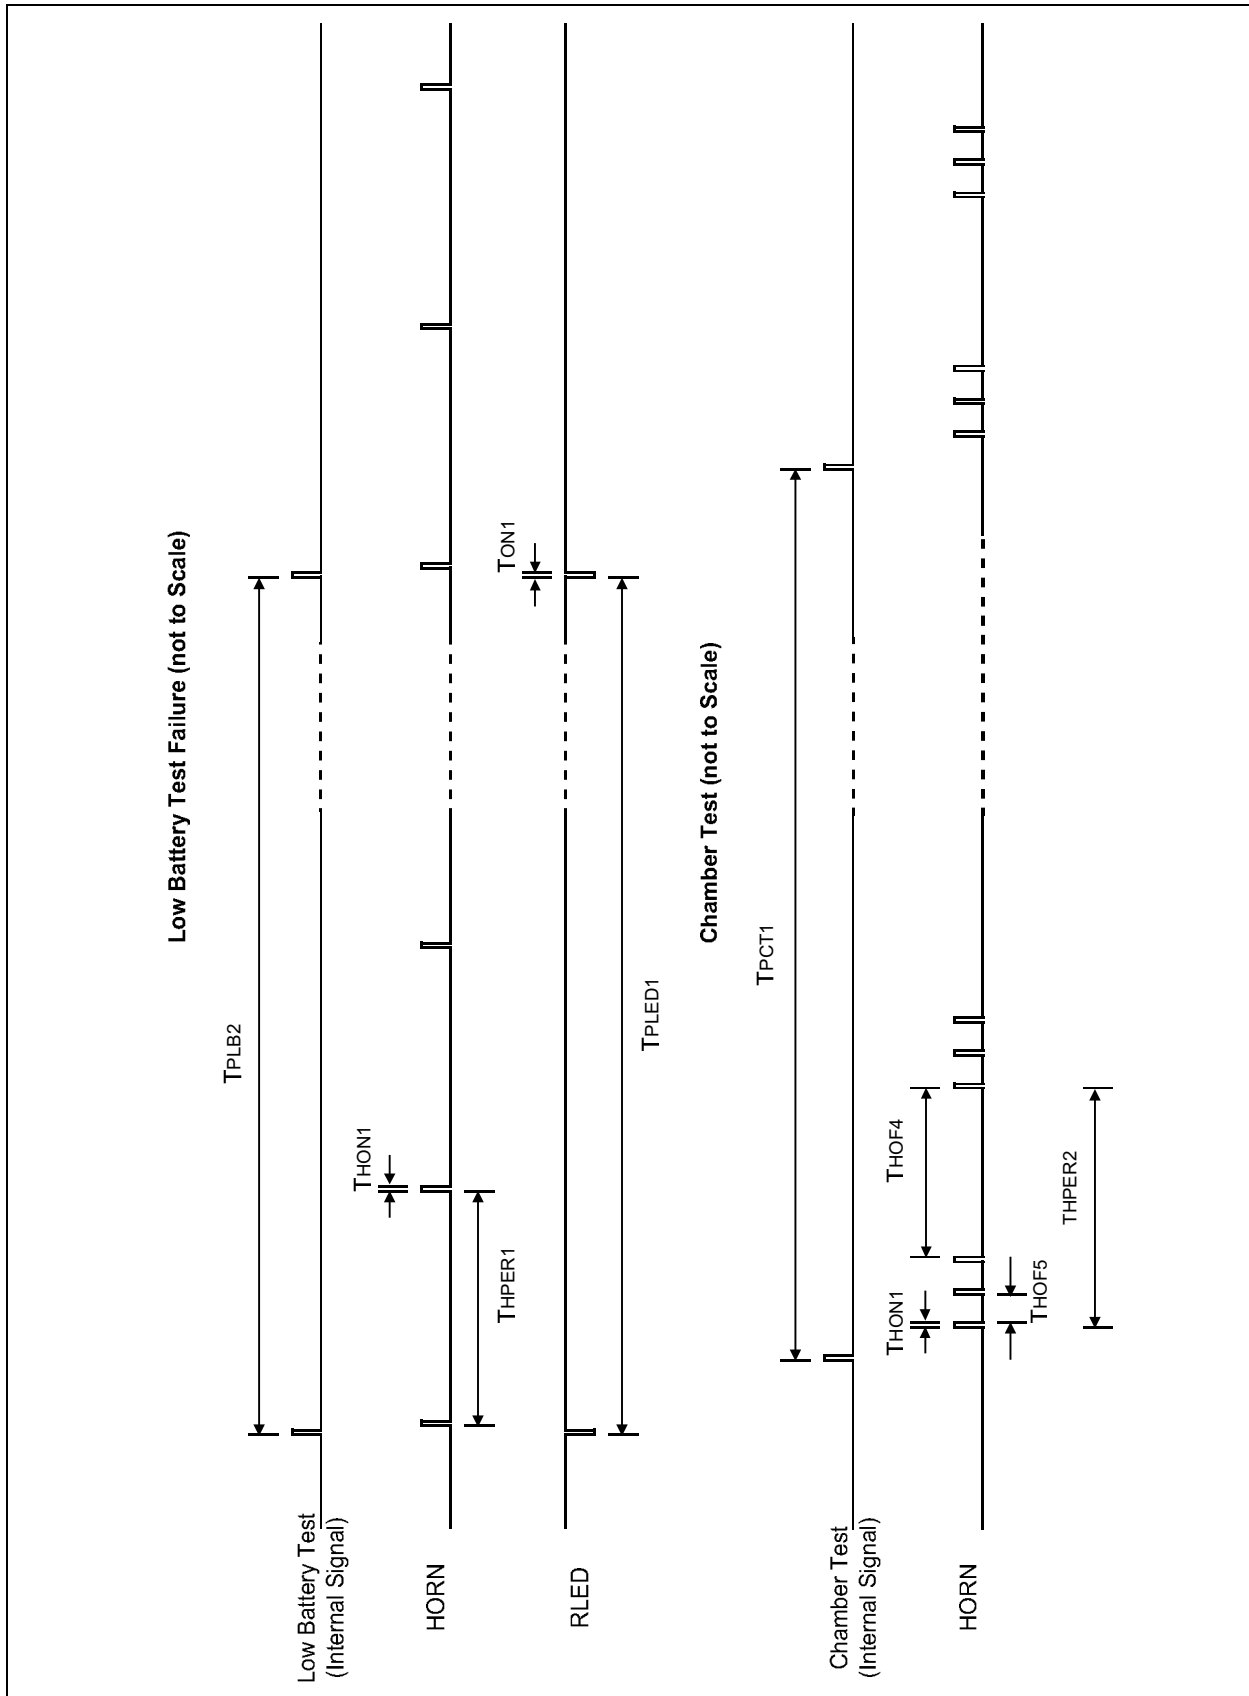 Low Battery Test Failure (not to Scale)
TPLB2
Low Battery Test
(Internal Signal)
THON1
HORN
THPER1
TON1
RLED
TPLED1
Chamber Test (not to Scale)
TPCT1
Chamber Test
(Internal Signal)
THON1
THOF4
HORN
THOF5
THPER2